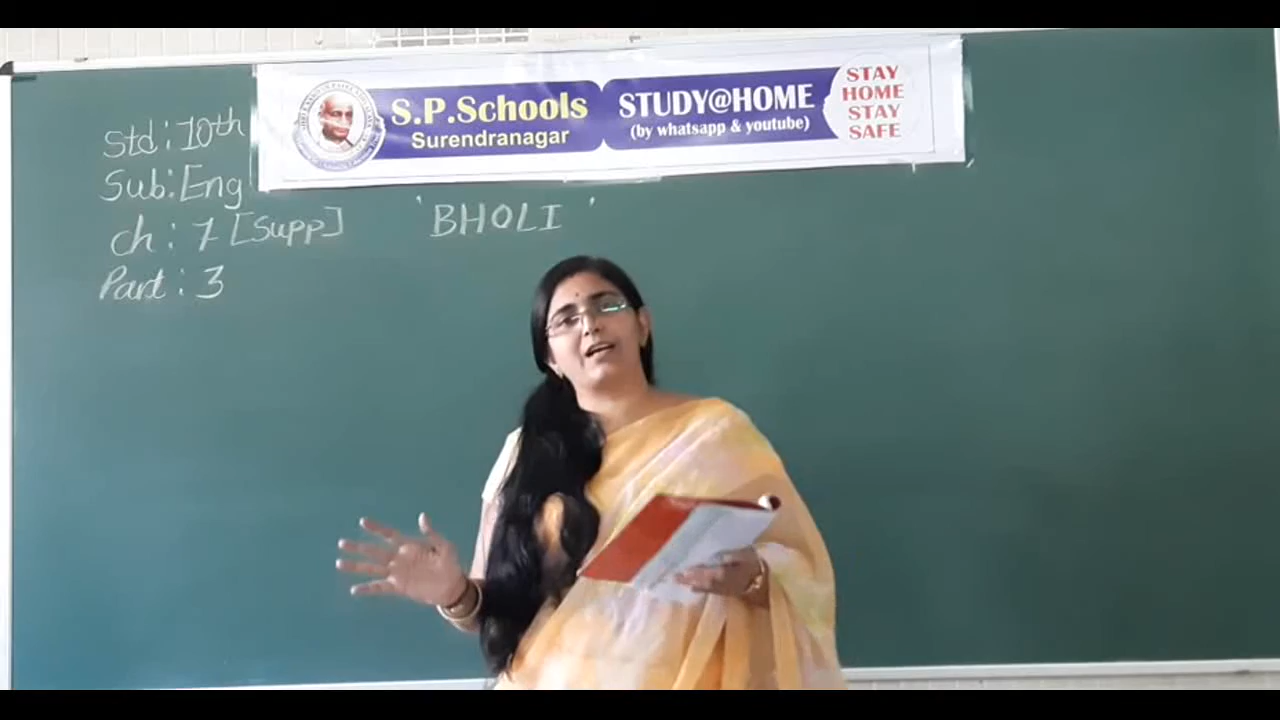 S.P.Schools
Surendranagar
STUDY@HOME
(by whatsapp & youtube)
STAY
HOME
STAY
SAFE
Std: 10th
Sub: Eng
ch: 7 [Supp]
Part: 3
'BHOLI'